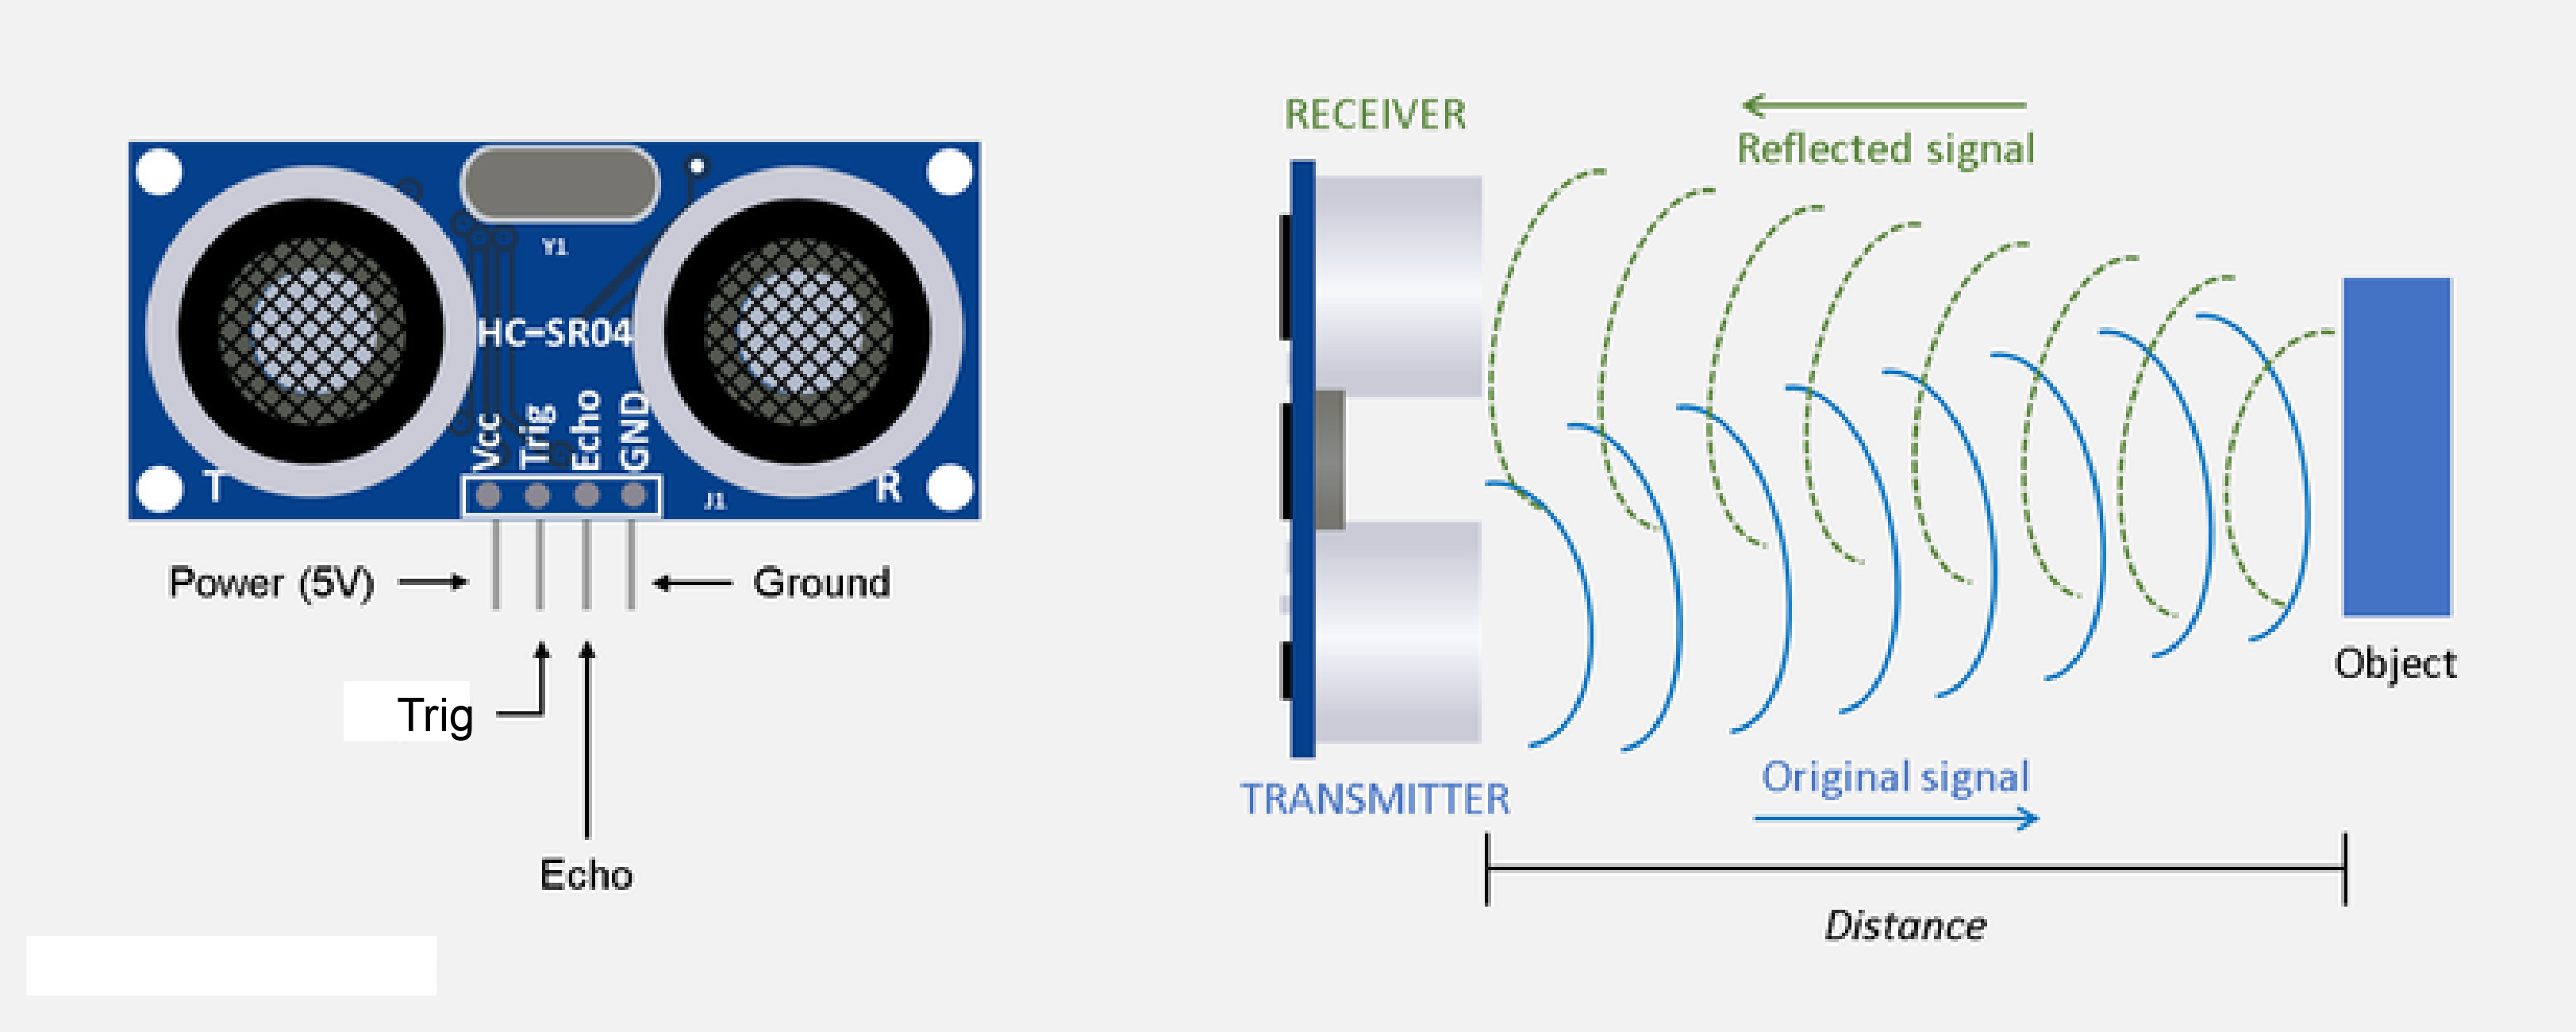 Y1
HC-SR04
Vcc
Trig
Echo
GND
T
J1
R
Power (5V)
Ground
Trig
Echo
RECEIVER
Reflected signal
Object
Original signal
TRANSMITTER
Distance